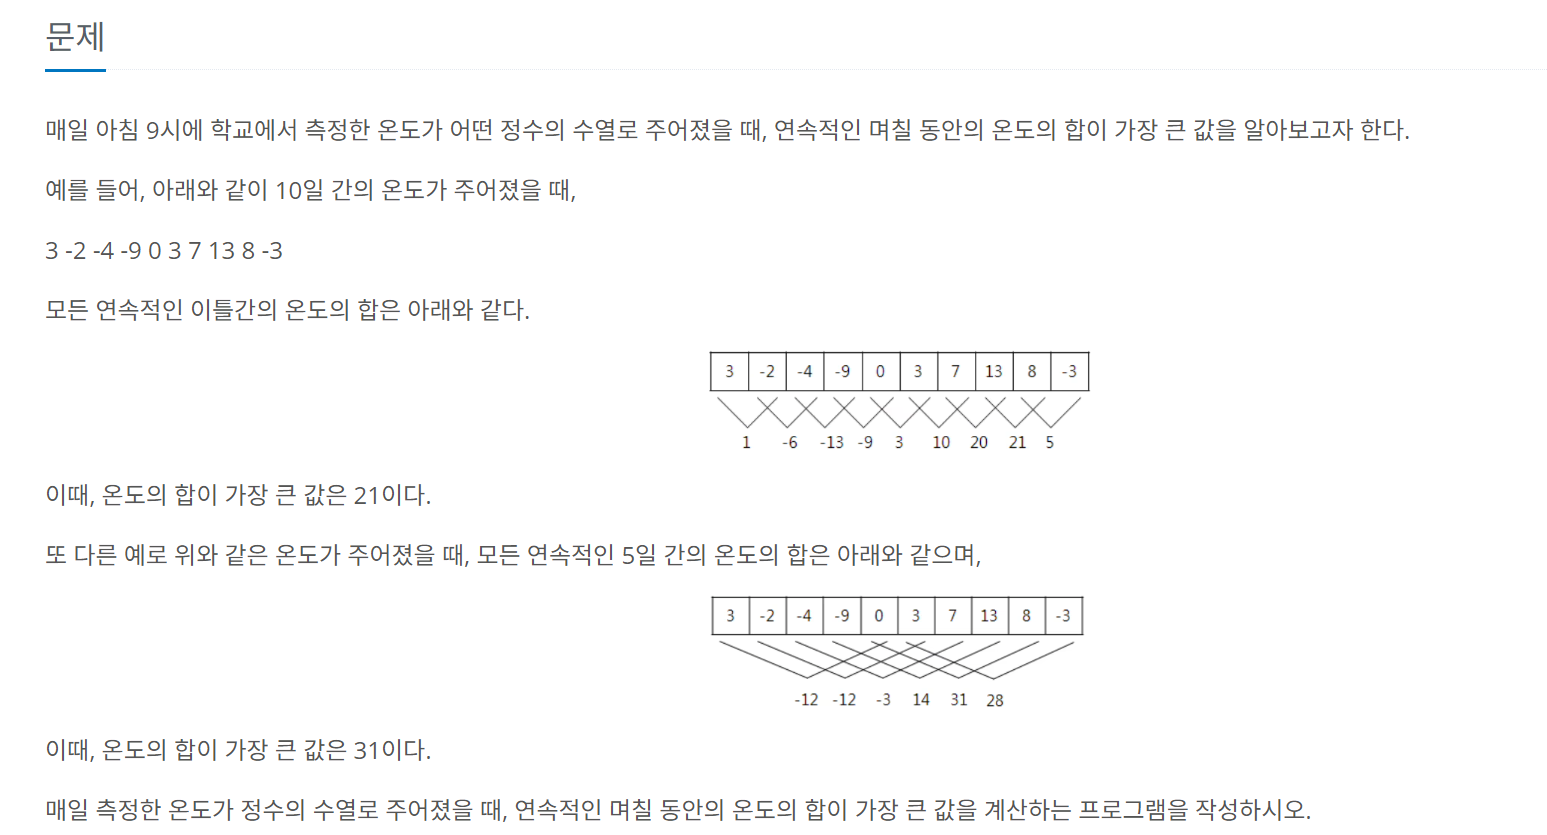 문제
매일 아침 9시에 학교에서 측정한 온도가 어떤 정수의 수열로 주어졌을 때, 연속적인 며칠 동안의 온도의 합이 가장 큰 값을 알아보고자 한다.
예를 들어, 아래와 같이 10일 간의 온도가 주어졌을 때,
3 -2 -4 -9 0 3 7 13 8 -3
모든 연속적인 이틀간의 온도의 합은 아래와 같다.
3 -2 -4 -9 0 3 7 13 8 -3
1 -6 -13 -9 3 10 20 21 5
이때, 온도의 합이 가장 큰 값은 21이다.
또 다른 예로 위와 같은 온도가 주어졌을 때, 모든 연속적인 5일 간의 온도의 합은 아래와 같으며,
3 -2 -4 -9 0 3 7 13 8 -3
-12 -12 -3 14 31 28
이때, 온도의 합이 가장 큰 값은 31이다.
매일 측정한 온도가 정수의 수열로 주어졌을 때, 연속적인 며칠 동안의 온도의 합이 가장 큰 값을 계산하는 프로그램을 작성하시오.